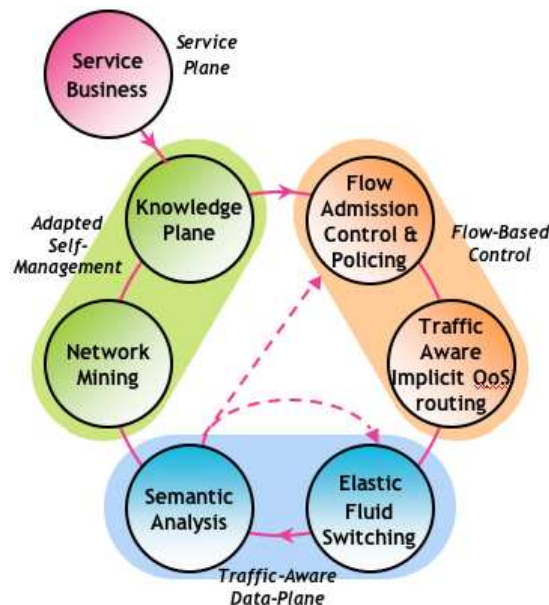 Service
Business
Service
Plane
Knowledge
Plane
Adapted
Self-
Management
Network
Mining
Flow
Admission
Control &
Policing
Flow-Based
Control
Traffic
Aware
Implicit QoS
routing
Semantic
Analysis
Elastic
Fluid
Switching
Traffic-Aware
Data-Plane